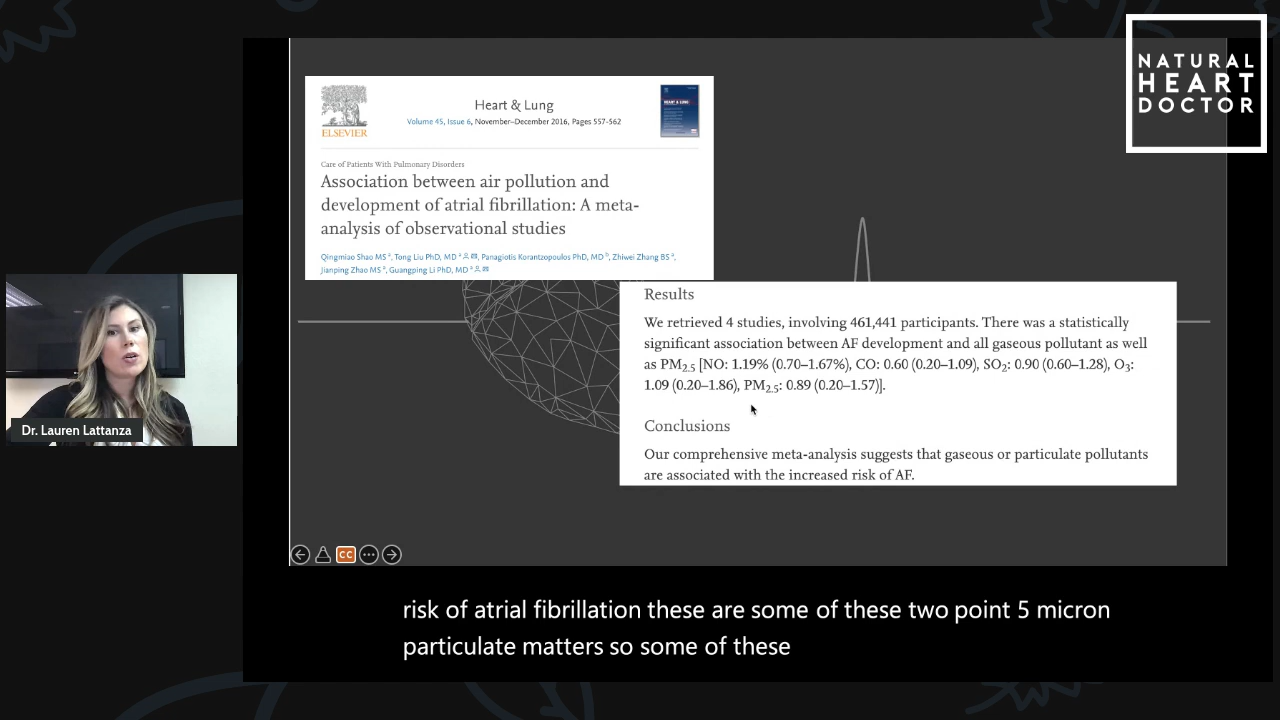 NATURAL
HEART
DOCTOR
ELSEVIER
Heart & Lung
Volume 45, Issue 6, November–December 2016, Pages 557-562
HEART & LUNG
Care of Patients With Pulmonary Disorders
Association between air pollution and
development of atrial fibrillation: A meta-
analysis of observational studies
Qingmiao Shao MS a, Tong Liu PhD, MD a, Panagiotis Korantzopoulos PhD, MD b, Zhiwei Zhang BS a,
Jianping Zhao MS a, Guangping Li PhD, MD a
Results
We retrieved 4 studies, involving 461,441 participants. There was a statistically
significant association between AF development and all gaseous pollutant as well
as PM2.5 [NO: 1.19% (0.70–1.67%), CO: 0.60 (0.20–1.09), SO2: 0.90 (0.60–1.28), O3:
1.09 (0.20–1.86), PM2.5: 0.89 (0.20–1.57)].
Conclusions
Our comprehensive meta-analysis suggests that gaseous or particulate pollutants
are associated with the increased risk of AF.
Dr. Lauren Lattanza
CC
risk of atrial fibrillation these are some of these two point 5 micron
particulate matters so some of these